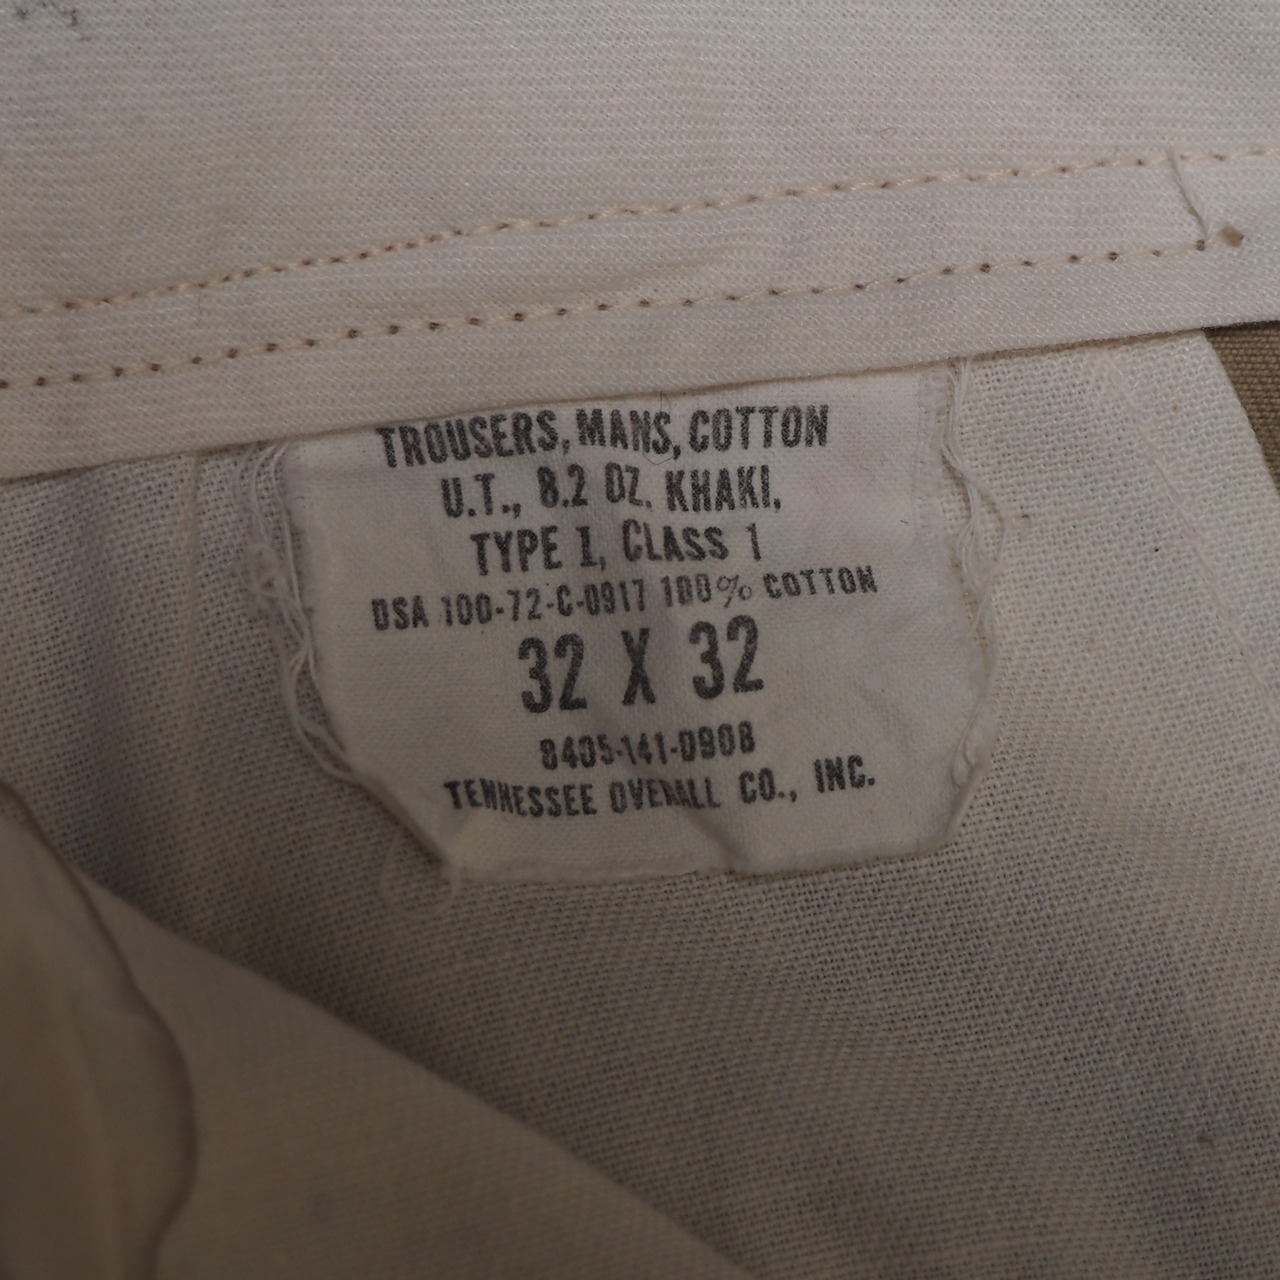 TROUSERS, MANS, COTTON
U.T., 8.2 OZ. KHAKI,
TYPE I, CLASS 1
DSA 100-72-C-0917 100% COTTON
32 X 32
8405-141-0908
TENNESSEE OVERALL CO., INC.